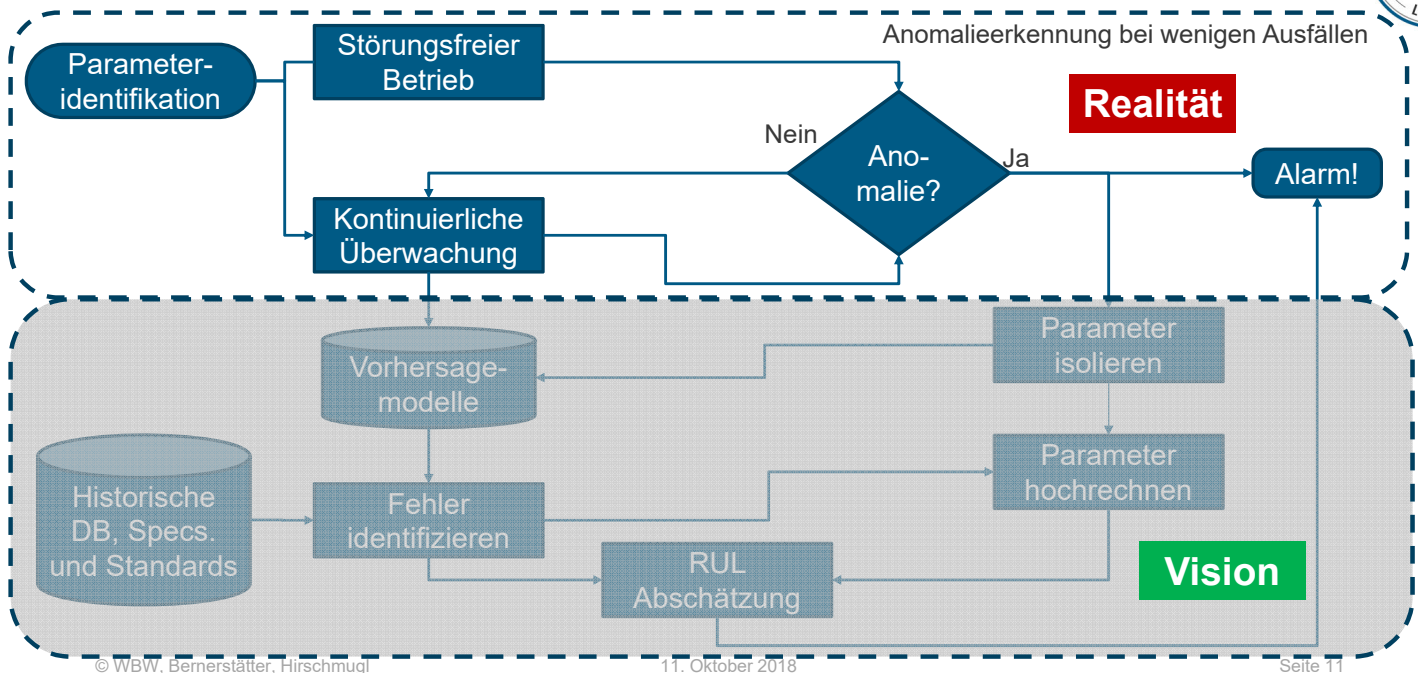 Anomalieerkennung bei wenigen Ausfällen
Parameter-
identifikation
Störungsfreier
Betrieb
Realität
Nein
Ano-
malie?
Ja
Alarm!
Kontinuierliche
Überwachung
Vorhersage-
modelle
Parameter
isolieren
Historische
DB, Specs.
und Standards
Fehler
identifizieren
Parameter
hochrechnen
RUL
Abschätzung
Vision
© WBW, Bernerstätter, Hirschmugl
11. Oktober 2018
Seite 11